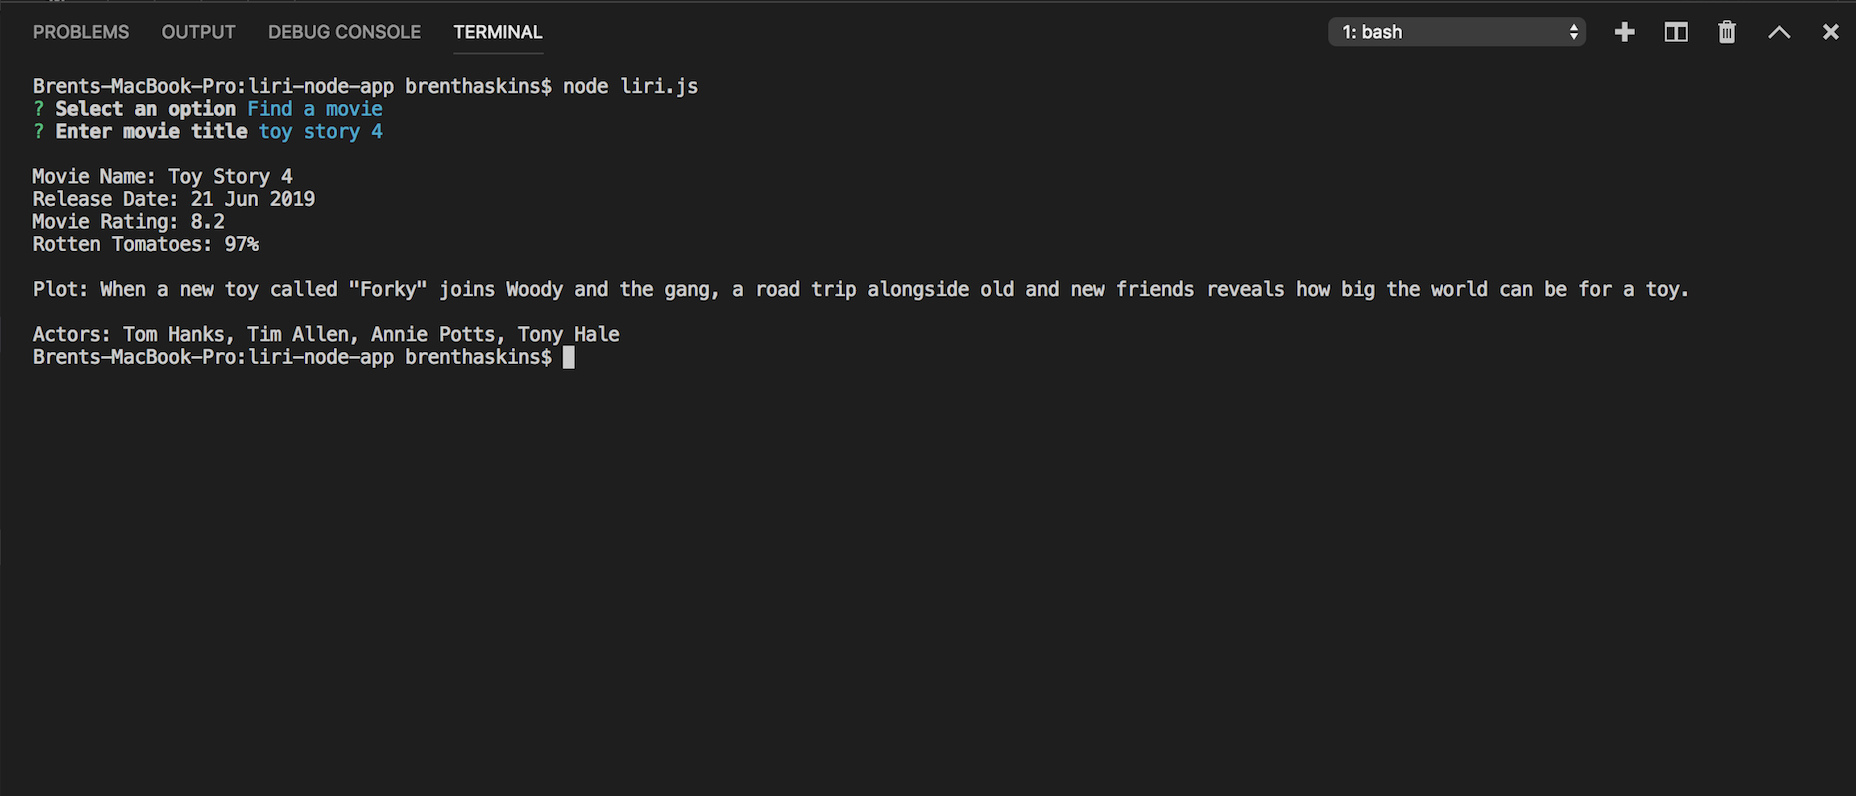 PROBLEMS OUTPUT DEBUG CONSOLE TERMINAL 1: bash
Brents-MacBook-Pro:liri-node-app brenthaskins$ node liri.js
? Select an option Find a movie
? Enter movie title toy story 4
Movie Name: Toy Story 4
Release Date: 21 Jun 2019
Movie Rating: 8.2
Rotten Tomatoes: 97%
Plot: When a new toy called "Forky" joins Woody and the gang, a road trip alongside old and new friends reveals how big the world can be for a toy.
Actors: Tom Hanks, Tim Allen, Annie Potts, Tony Hale
Brents-MacBook-Pro:liri-node-app brenthaskins$